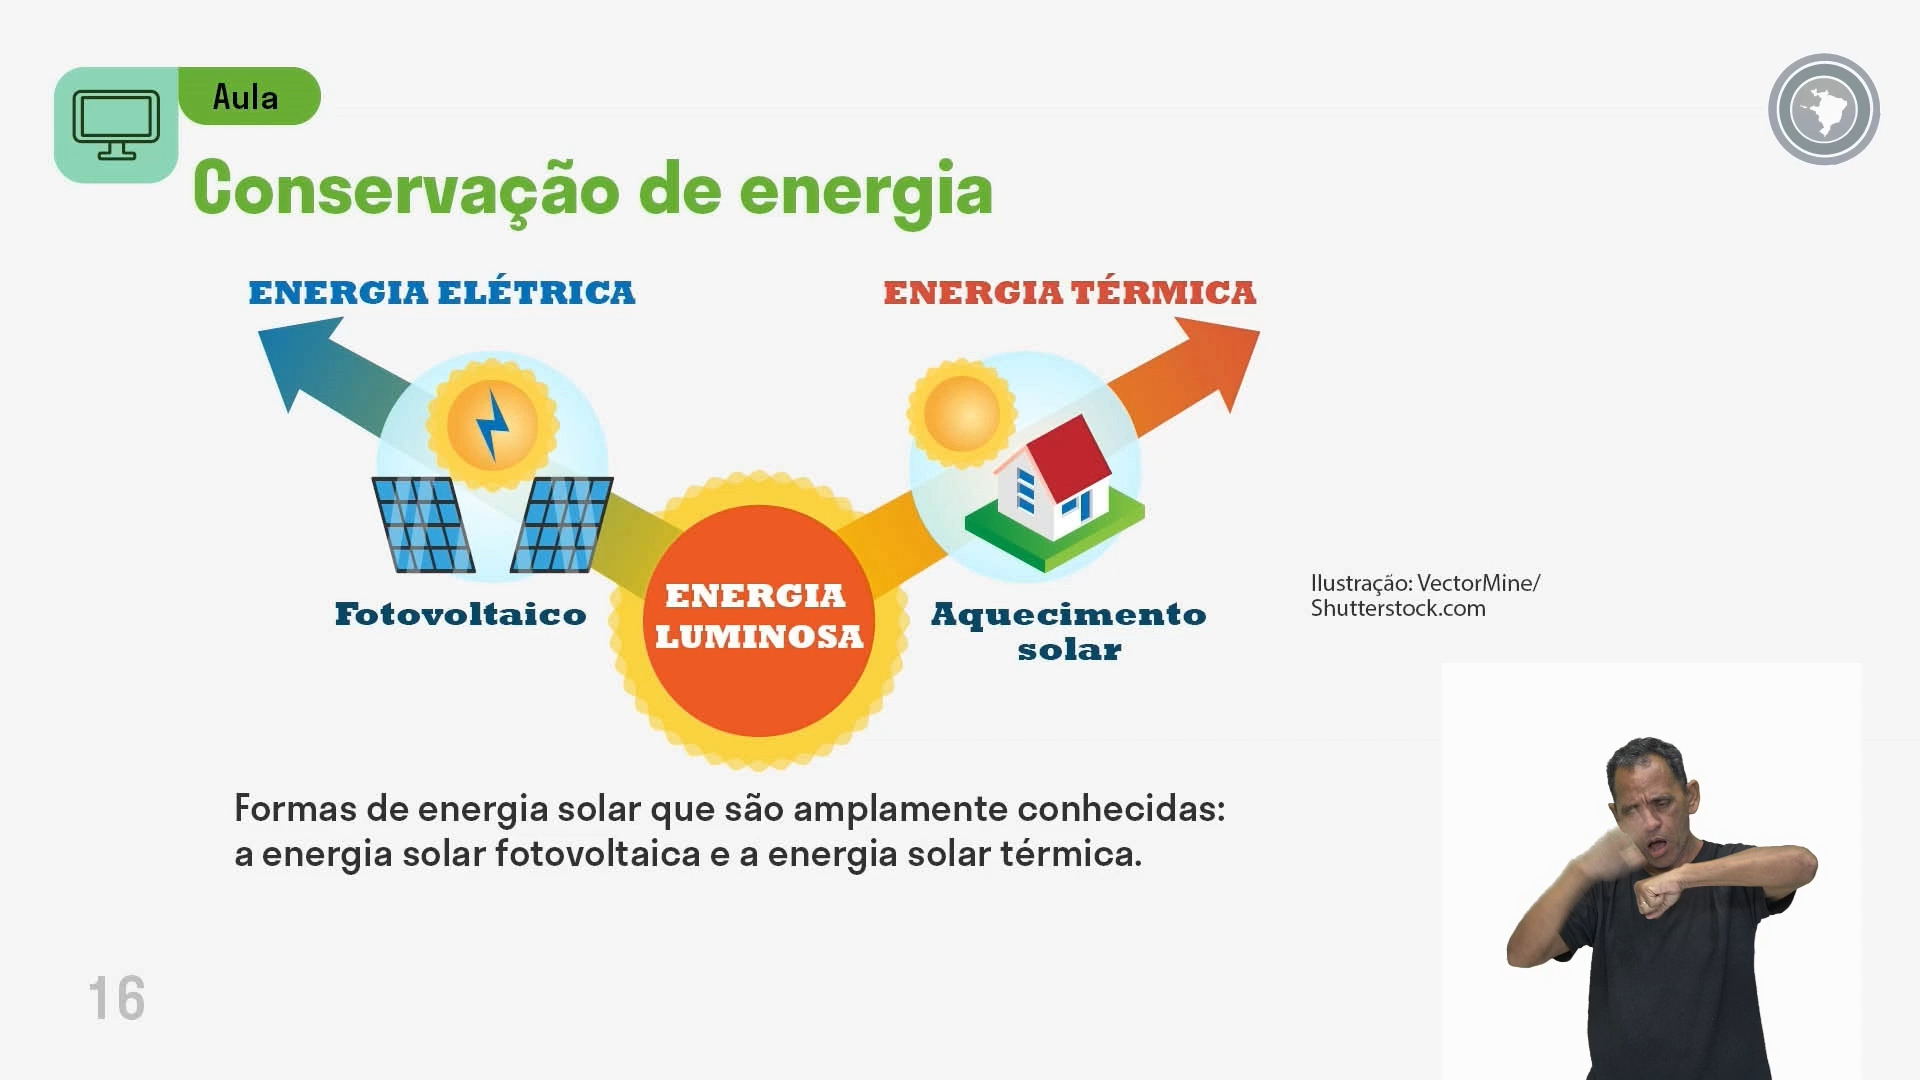 Aula
Conservação de energia
ENERGIA ELÉTRICA
ENERGIA TÉRMICA
Fotovoltaico
ENERGIA
LUMINOSA
Aquecimento
solar
Ilustração: VectorMine/
Shutterstock.com
Formas de energia solar que são amplamente conhecidas:
a energia solar fotovoltaica e a energia solar térmica.
16